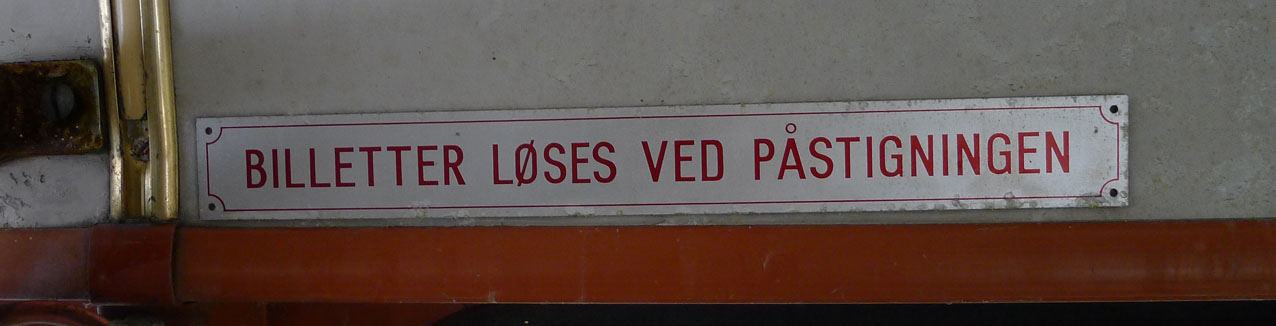 BILLETTER LØSES VED PÅSTIGNINGEN